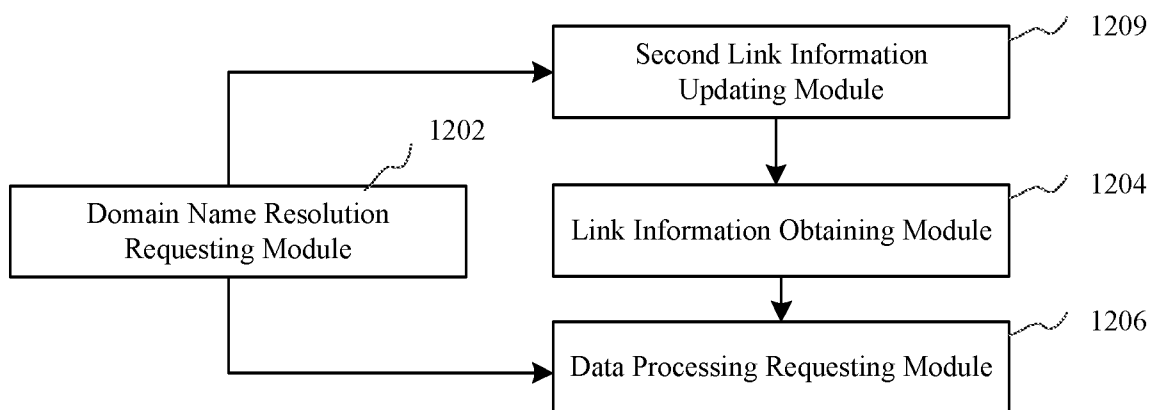 1209
Second Link Information
Updating Module
1202
Domain Name Resolution
Requesting Module
1204
Link Information Obtaining Module
1206
Data Processing Requesting Module